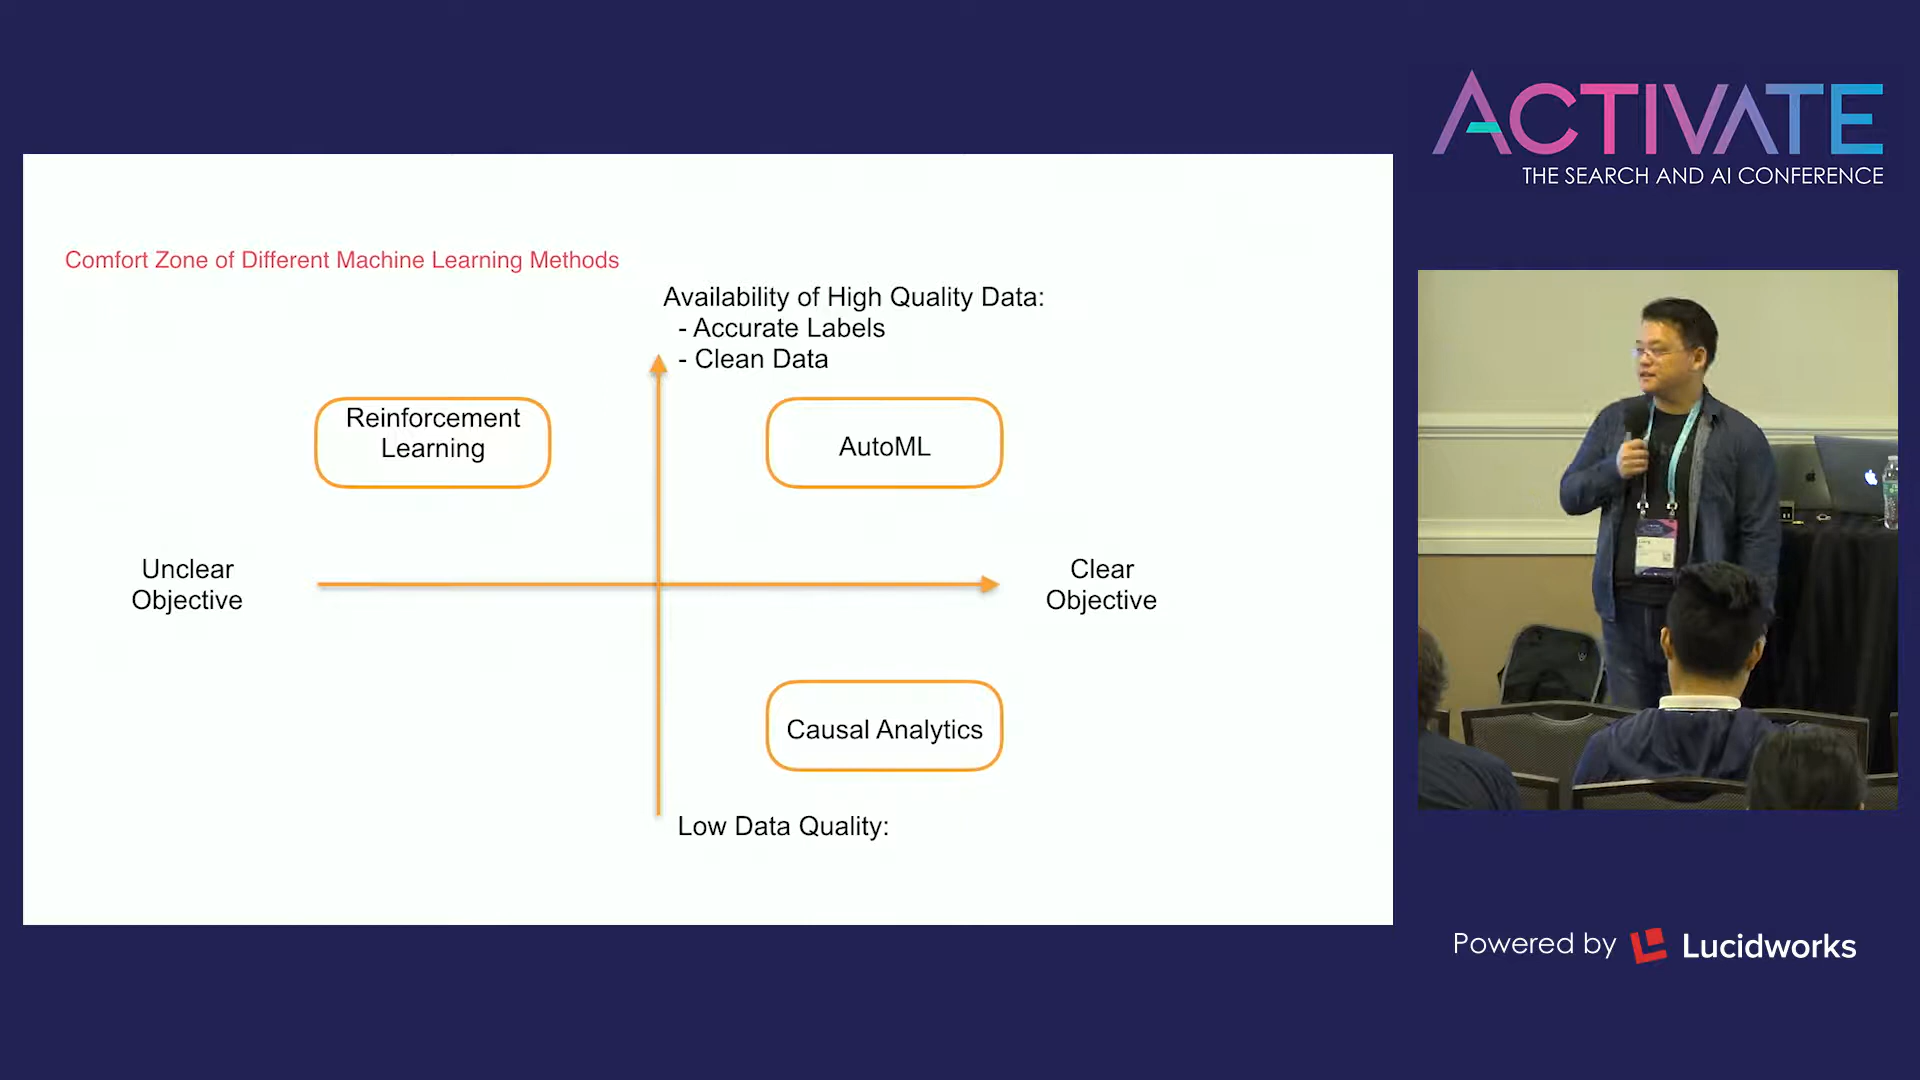 ACTIVATE
THE SEARCH AND AI CONFERENCE
Comfort Zone of Different Machine Learning Methods
Availability of High Quality Data:
- Accurate Labels
- Clean Data
Reinforcement
Learning
AutoML
Unclear
Objective
Clear
Objective
Causal Analytics
Low Data Quality:
Powered by Lucidworks